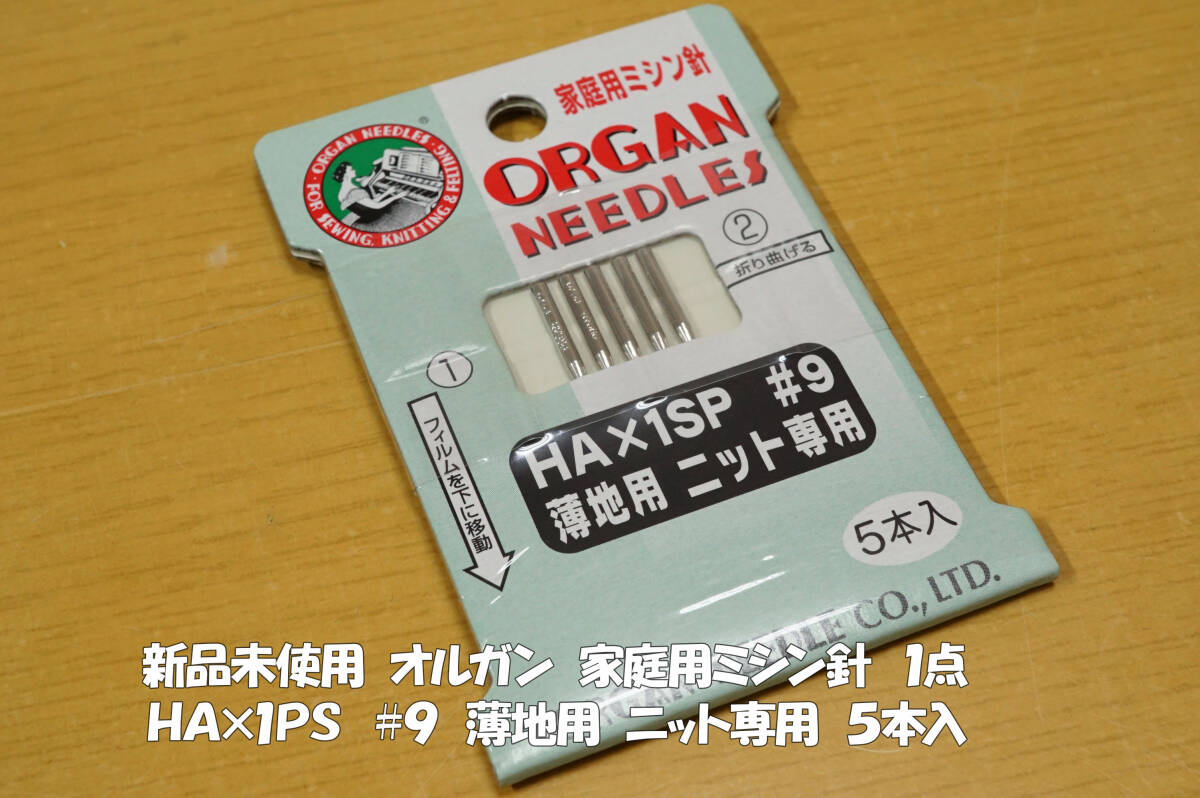 家庭用ミシン針
ORGAN
NEEDLES
ORGAN NEEDLES
FOR SEWING, KNITTING & FELTING
®
②
折り曲げる
①
フィルムを下に移動
HA×1SP #9
薄地用 ニット専用
5本入
CO., LTD.
新品未使用 オルガン 家庭用ミシン針 1点
HA×1PS #9 薄地用 ニット専用 5本入